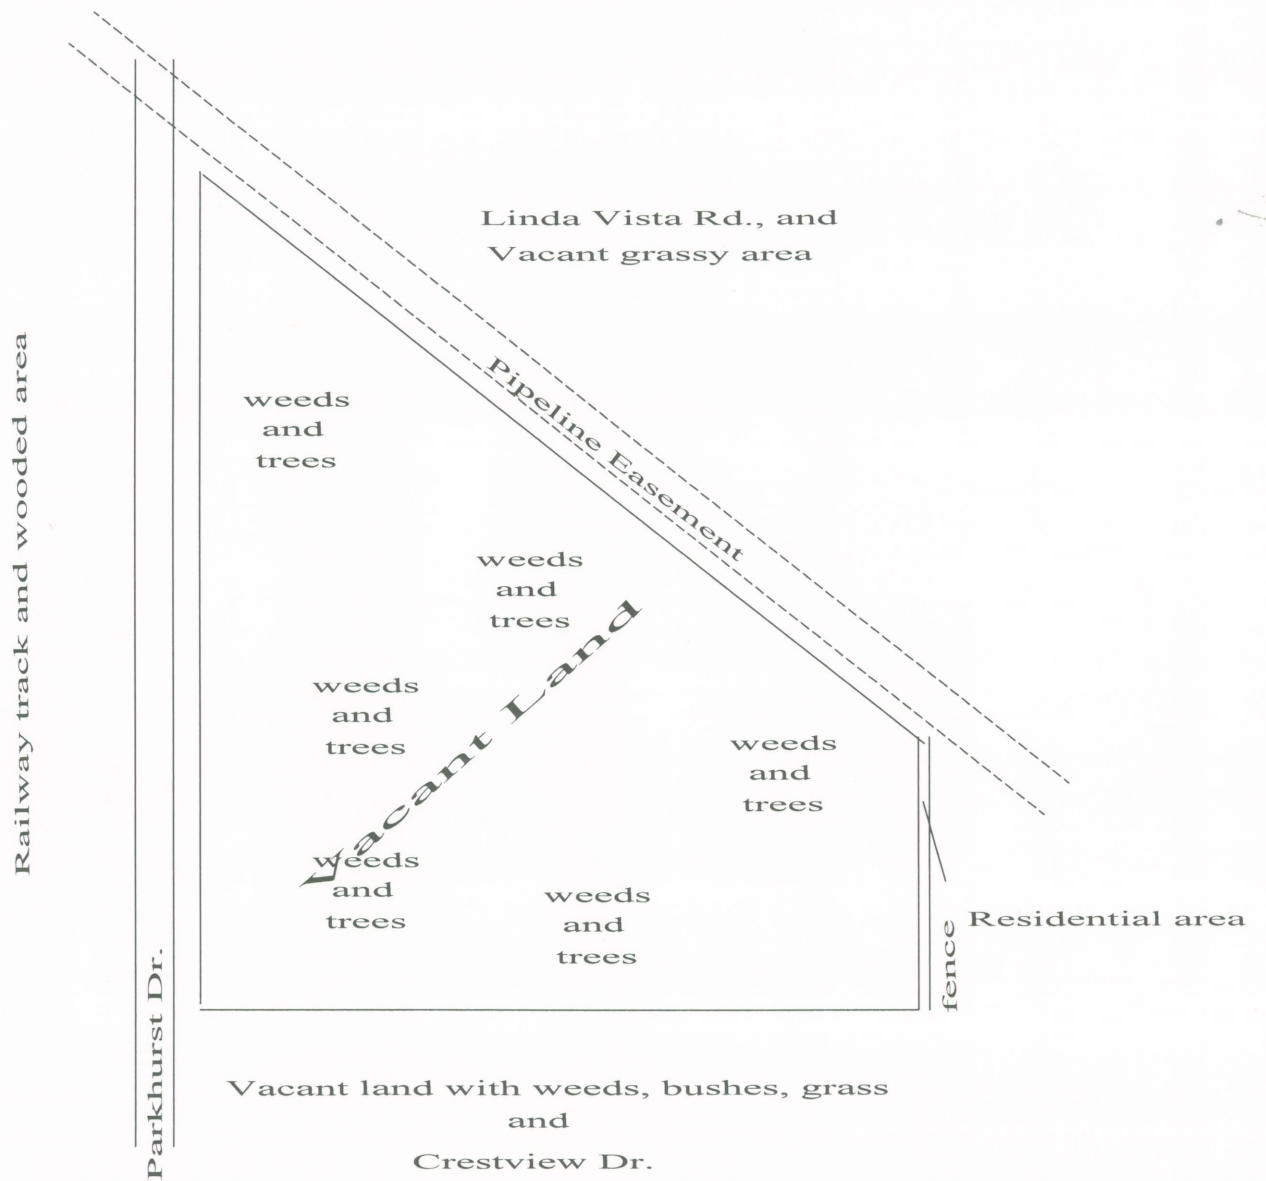 Linda Vista Rd., and
Vacant grassy area
Railway track and wooded area
Pipeline Easement
weeds
and
trees
weeds
and
trees
Vacant Land
weeds
and
trees
weeds
and
trees
weeds
and
trees
weeds
and
trees
Residential area
fence
Parkhurst Dr.
Vacant land with weeds, bushes, grass
and
Crestview Dr.